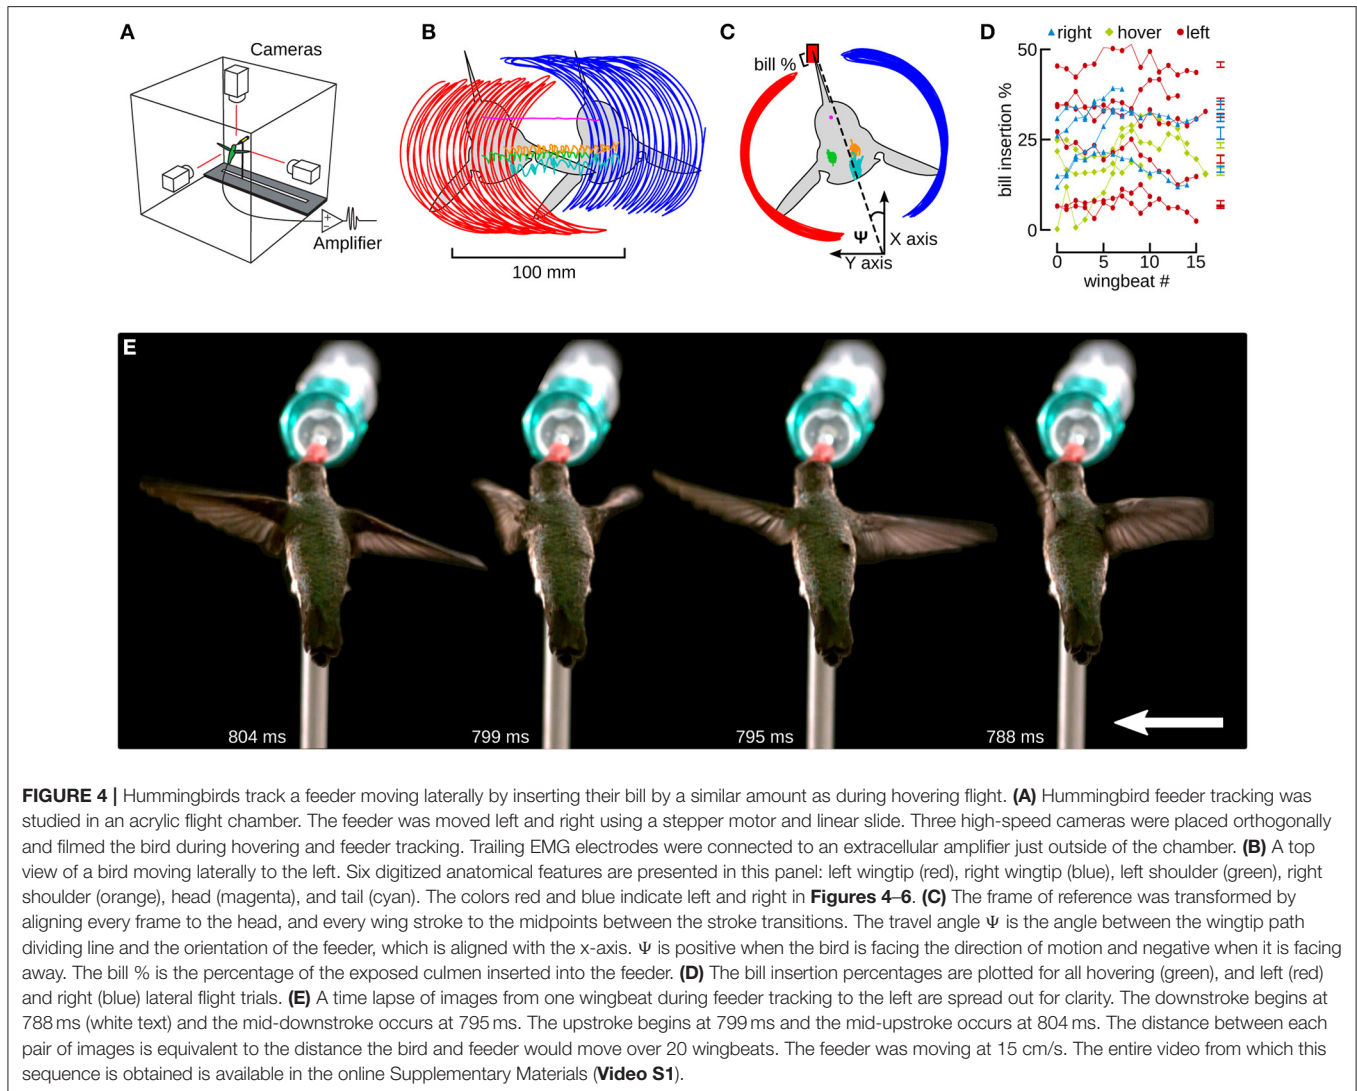 A
Cameras
Amplifier
B
100 mm
C
bill %
Ψ
X axis
Y axis
D
right hover left
50
25
0
bill insertion %
0 5 10 15
wingbeat #
E
804 ms
799 ms
795 ms
788 ms
FIGURE 4 | Hummingbirds track a feeder moving laterally by inserting their bill by a similar amount as during hovering flight. (A) Hummingbird feeder tracking was
studied in an acrylic flight chamber. The feeder was moved left and right using a stepper motor and linear slide. Three high-speed cameras were placed orthogonally
and filmed the bird during hovering and feeder tracking. Trailing EMG electrodes were connected to an extracellular amplifier just outside of the chamber. (B) A top
view of a bird moving laterally to the left. Six digitized anatomical features are presented in this panel: left wingtip (red), right wingtip (blue), left shoulder (green), right
shoulder (orange), head (magenta), and tail (cyan). The colors red and blue indicate left and right in Figures 4–6. (C) The frame of reference was transformed by
aligning every frame to the head, and every wing stroke to the midpoints between the stroke transitions. The travel angle Ψ is the angle between the wingtip path
dividing line and the orientation of the feeder, which is aligned with the x-axis. Ψ is positive when the bird is facing the direction of motion and negative when it is facing
away. The bill % is the percentage of the exposed culmen inserted into the feeder. (D) The bill insertion percentages are plotted for all hovering (green), and left (red)
and right (blue) lateral flight trials. (E) A time lapse of images from one wingbeat during feeder tracking to the left are spread out for clarity. The downstroke begins at
788 ms (white text) and the mid-downstroke occurs at 795 ms. The upstroke begins at 799 ms and the mid-upstroke occurs at 804 ms. The distance between each
pair of images is equivalent to the distance the bird and feeder would move over 20 wingbeats. The feeder was moving at 15 cm/s. The entire video from which this
sequence is obtained is available in the online Supplementary Materials (Video S1).